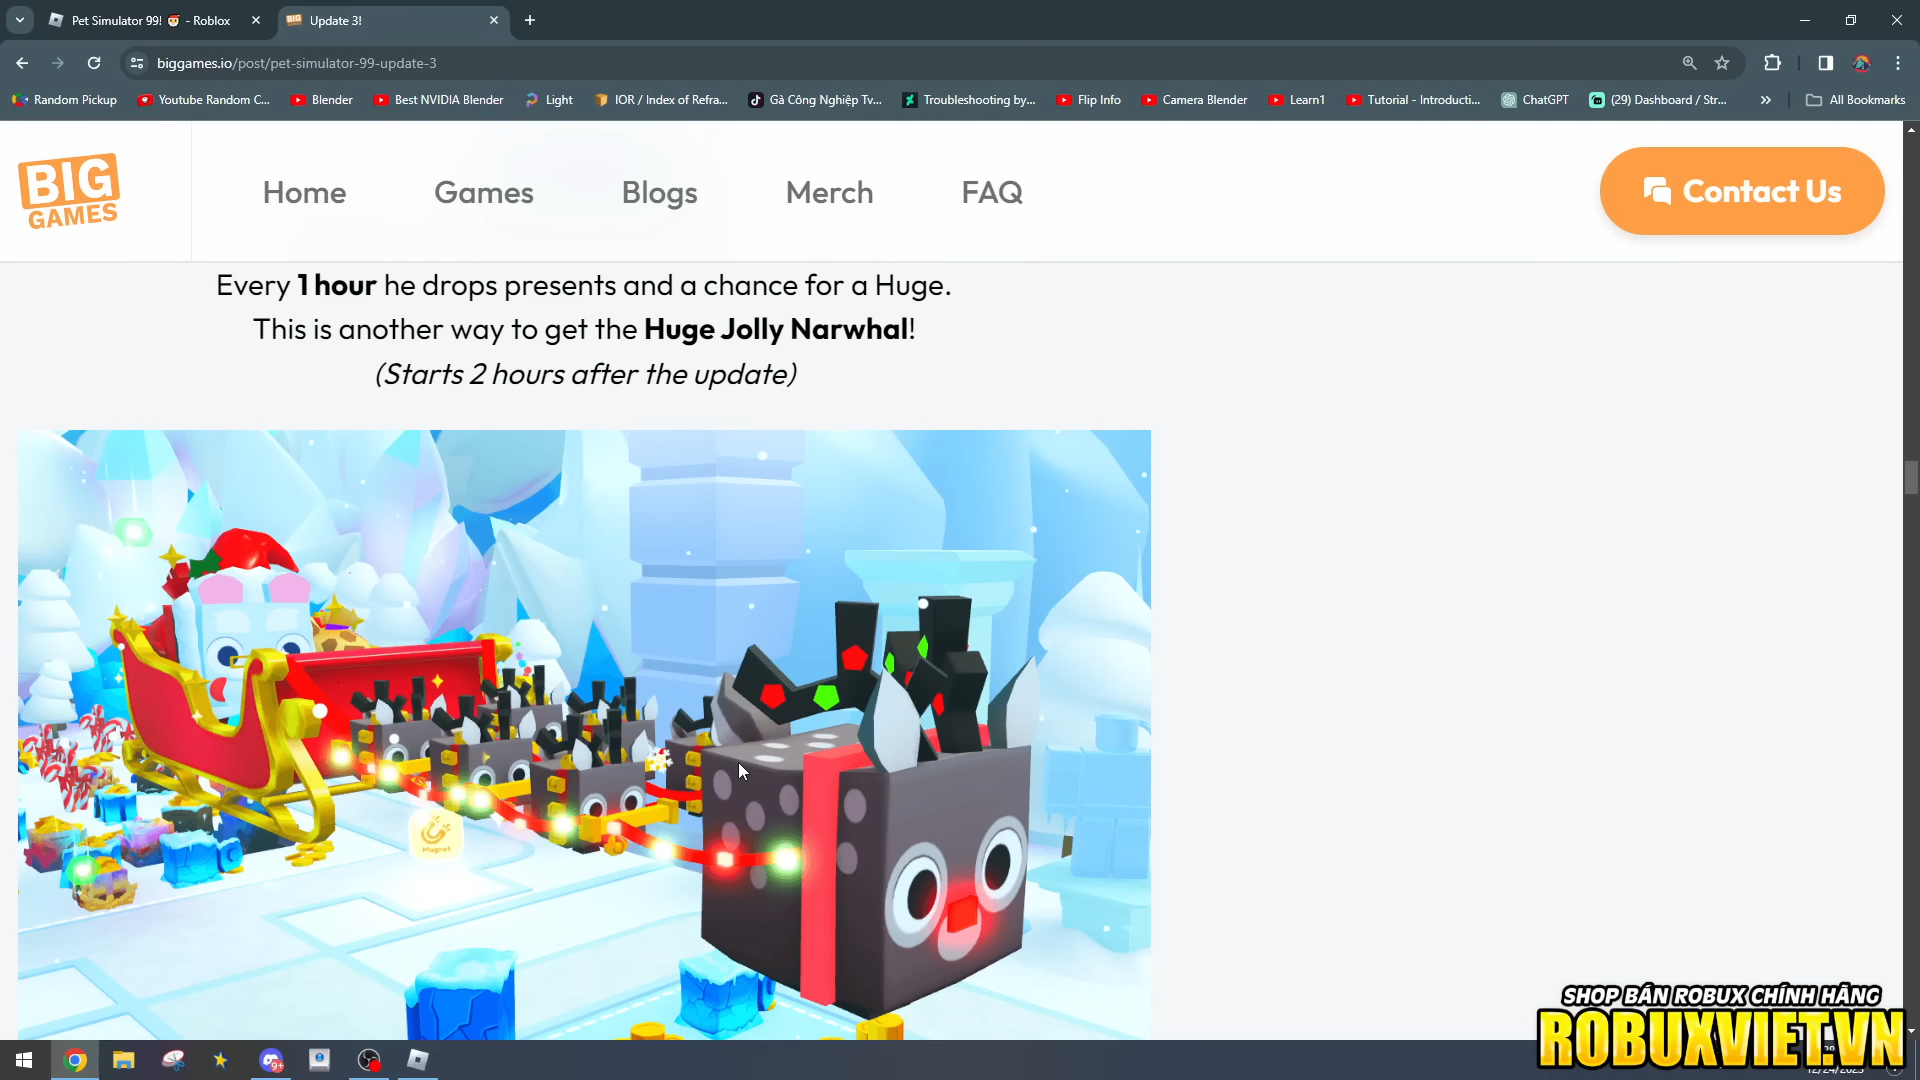 Pet Simulator 99! 🎅 - Roblox
Update 3!
biggames.io/post/pet-simulator-99-update-3
Random Pickup
Youtube Random C...
Blender
Best NVIDIA Blender
Light
IOR / Index of Refra...
Gà Công Nghiệp Tv...
Troubleshooting by...
Flip Info
Camera Blender
Learn1
Tutorial - Introducti...
ChatGPT
(29) Dashboard / Str...
»
All Bookmarks
BIG
GAMES
Home
Games
Blogs
Merch
FAQ
Contact Us
Every 1 hour he drops presents and a chance for a Huge.
This is another way to get the Huge Jolly Narwhal!
(Starts 2 hours after the update)
Magnet
SHOP BÁN ROBUX CHÍNH HÃNG
ROBUXVIET.VN
9+
12/24/2023